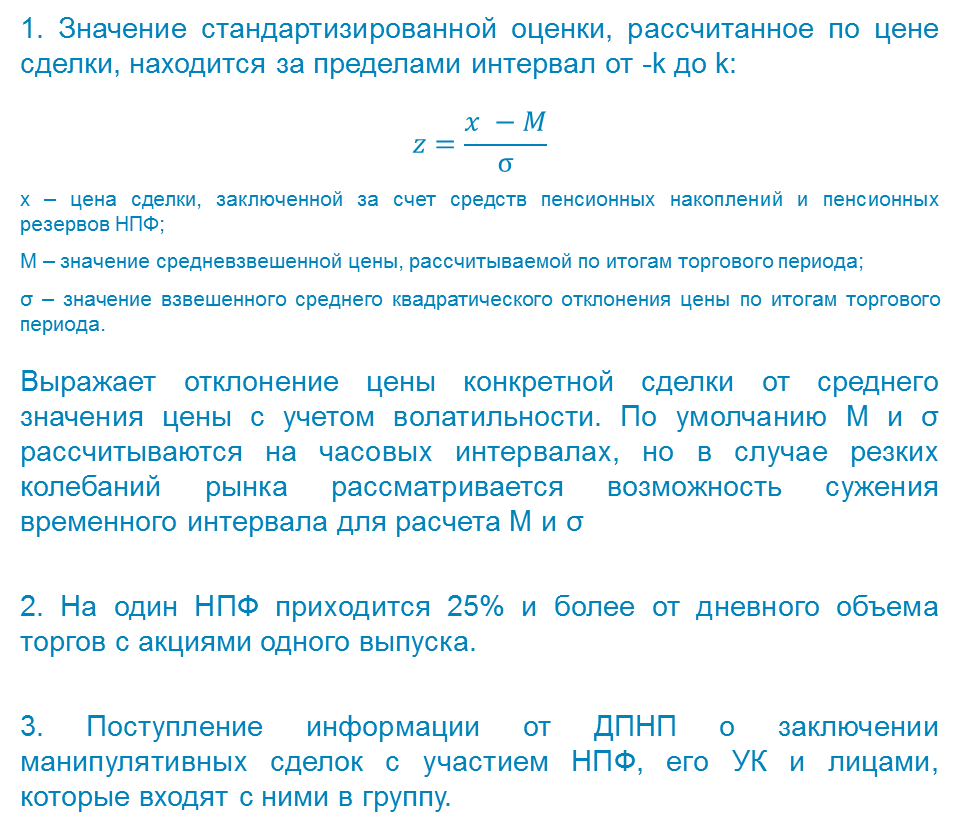 1. Значение стандартизированной оценки, рассчитанное по цене
сделки, находится за пределами интервал от -k до k:
z = (x − M) / σ
x – цена сделки, заключенной за счет средств пенсионных накоплений и пенсионных
резервов НПФ;
М – значение средневзвешенной цены, рассчитываемой по итогам торгового периода;
σ – значение взвешенного среднего квадратического отклонения цены по итогам торгового
периода.
Выражает отклонение цены конкретной сделки от среднего
значения цены с учетом волатильности. По умолчанию М и σ
рассчитываются на часовых интервалах, но в случае резких
колебаний рынка рассматривается возможность сужения
временного интервала для расчета М и σ
2. На один НПФ приходится 25% и более от дневного объема
торгов с акциями одного выпуска.
3. Поступление информации от ДПНП о заключении
манипулятивных сделок с участием НПФ, его УК и лицами,
которые входят с ними в группу.